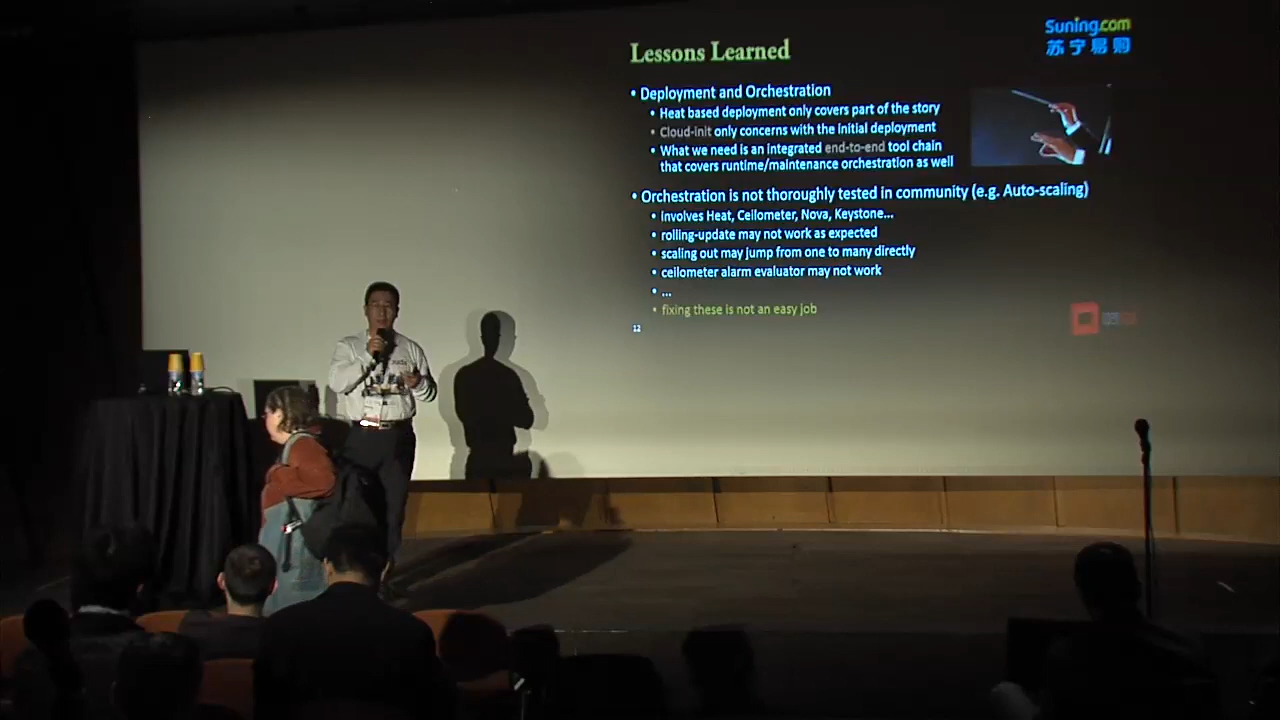 Suning.com
苏宁易购
Lessons Learned
• Deployment and Orchestration
• Heat based deployment only covers part of the story
• Cloud-init only concerns with the initial deployment
• What we need is an integrated end-to-end tool chain
that covers runtime/maintenance orchestration as well
• Orchestration is not thoroughly tested in community (e.g. Auto-scaling)
• Involves Heat, Ceilometer, Nova, Keystone...
• rolling-update may not work as expected
• scaling out may jump from one to many directly
• ceilometer alarm evaluator may not work
• ...
• fixing these is not an easy job
12